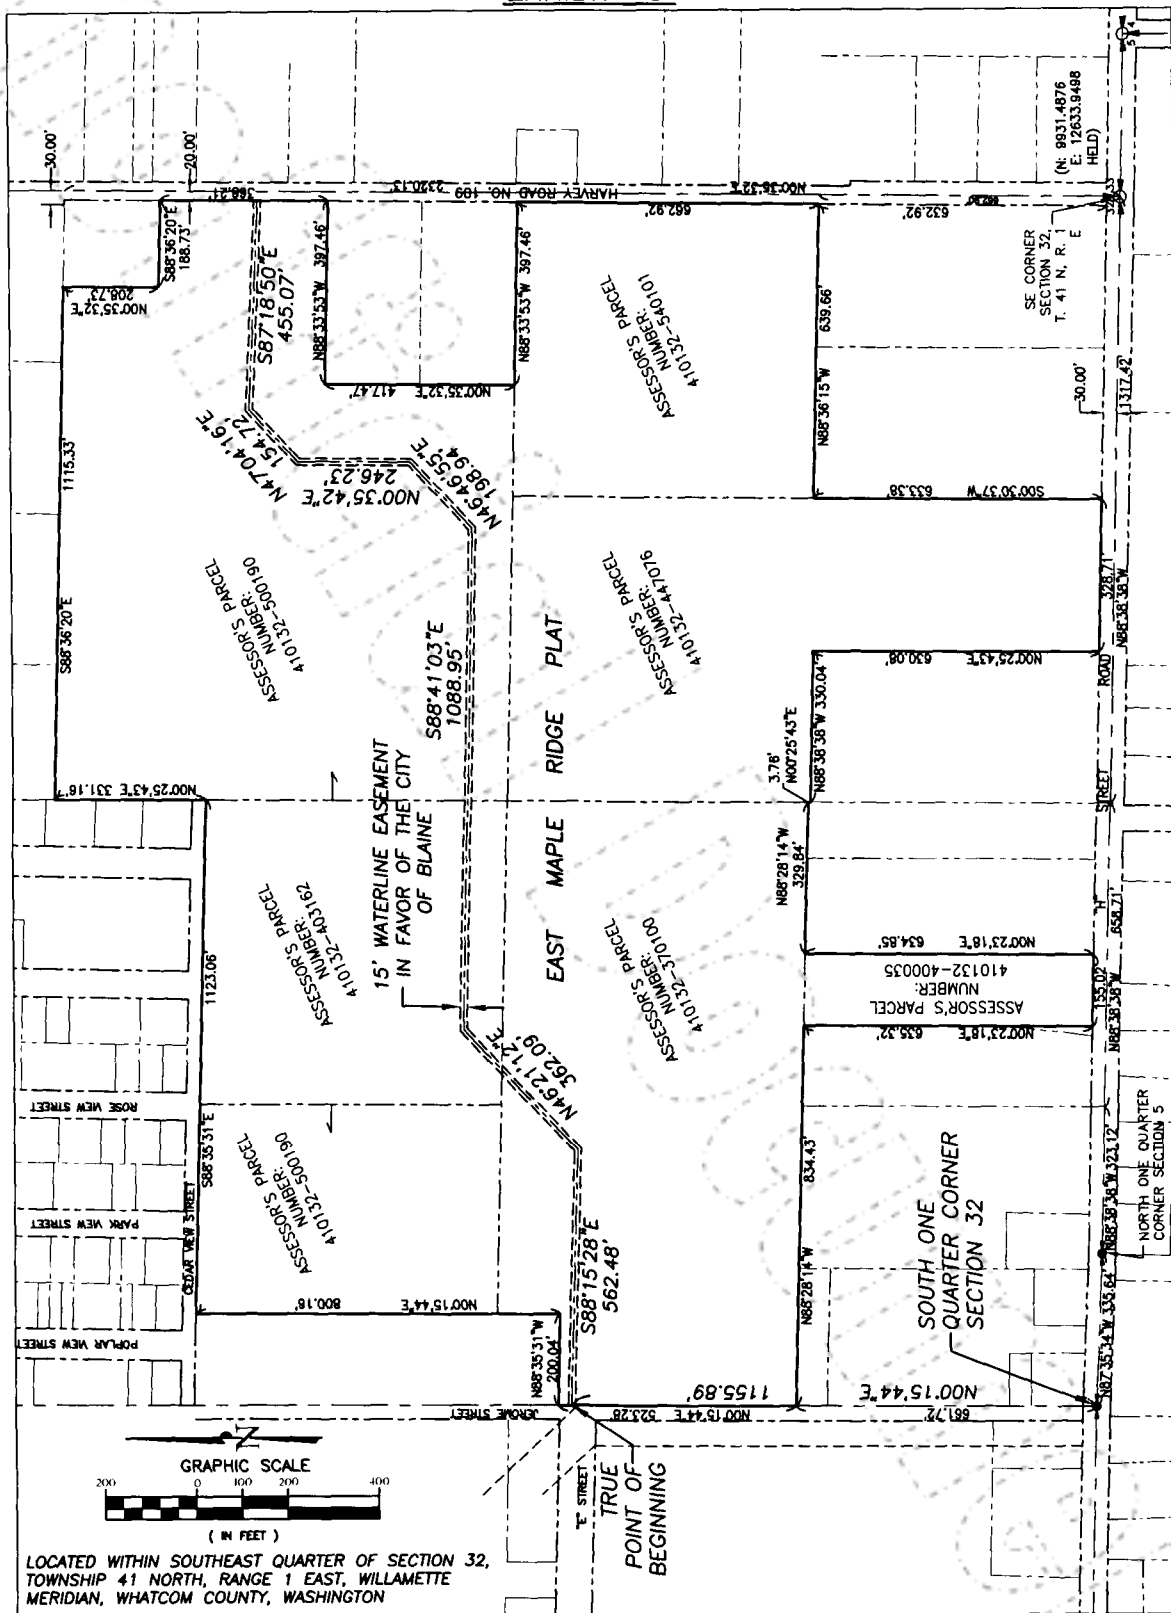 30.00'
20.00'
S88°36'20"E
188.73'
N00°35'32"E
208.73'
368.21'
2320.13'
HARVEY ROAD NO. 109
N00°35'32"E
662.92'
632.92'
S87°18'50"E
455.07'
N88°33'53"W 397.46'
N88°33'53"W 397.46'
N00°35'32"E 417.47'
N47°04'16"E
154.72'
N00°35'42"E
246.23'
N46°46'55"E
198.94'
1115.33'
S88°36'20"E
(N: 9931.4876
E: 12633.9498
HELD)
SE CORNER
SECTION 32,
T. 41 N, R. 1
E
5 4
ASSESSOR'S PARCEL
NUMBER:
410132-540101
639.66'
N88°36'15"W
30.00'
1317.42'
S00°30'37"W 633.38'
328.71'
N88°38'38"W
ASSESSOR'S PARCEL
NUMBER:
410132-500190
ASSESSOR'S PARCEL
NUMBER:
410132-447076
S88°41'03"E
1088.95'
EAST MAPLE RIDGE PLAT
N00°25'43"E 630.08'
N88°38'38"W 330.04'
3.76'
N00°25'43"E
N00°25'43"E 331.16'
15' WATERLINE EASEMENT
IN FAVOR OF THE CITY
OF BLAINE
N88°28'14"W
329.84'
"H" STREET ROAD
658.71'
ASSESSOR'S PARCEL
NUMBER:
410132-403162
1123.06'
S88°35'31"E
ASSESSOR'S PARCEL
NUMBER:
410132-370100
N00°23'18"E 634.85'
ASSESSOR'S PARCEL
NUMBER:
410132-400035
N00°23'18"E 635.32'
155.02'
N88°38'38"W
N46°21'12"E
362.09'
ROSE VIEW STREET
PARK VIEW STREET
POPLAR VIEW STREET
CEDAR VIEW STREET
ASSESSOR'S PARCEL
NUMBER:
410132-500190
834.43'
N88°28'14"W
N88°38'38"W 323.12'
NORTH ONE QUARTER
CORNER SECTION 5
SOUTH ONE
QUARTER CORNER
SECTION 32
N87°35'34"W 335.64'
N00°15'44"E 800.18'
N88°35'31"W
200.04'
S88°15'28"E
562.48'
N00°15'44"E 1155.89'
N00°15'44"E 523.28'
661.72'
JEROME STREET
"E" STREET
TRUE
POINT OF
BEGINNING
GRAPHIC SCALE
200 0 100 200 400
( IN FEET )
LOCATED WITHIN SOUTHEAST QUARTER OF SECTION 32,
TOWNSHIP 41 NORTH, RANGE 1 EAST, WILLAMETTE
MERIDIAN, WHATCOM COUNTY, WASHINGTON